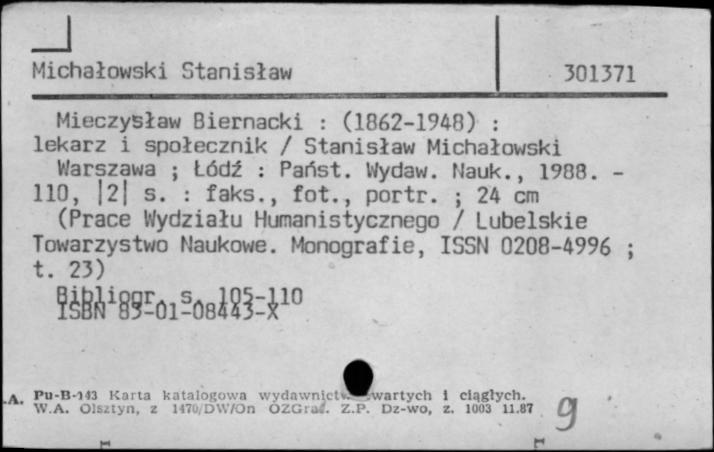 Michałowski Stanisław 301371
Mieczysław Biernacki : (1862-1948) :
lekarz i społecznik / Stanisław Michałowski
Warszawa ; Łódź : Państ. Wydaw. Nauk., 1988. -
110, |2| s. : faks., fot., portr. ; 24 cm
(Prace Wydziału Humanistycznego / Lubelskie
Towarzystwo Naukowe. Monografie, ISSN 0208-4996 ;
t. 23)
Bibliogr. s. 105-110
ISBN 83-01-08443-X
.A. Pu-B-143 Karta katalogowa wydawnictw zwartych i ciągłych.
W.A. Olsztyn, z 1470/DW/On OZGraf. Z.P. Dz-wo, z. 1003 11.87
9